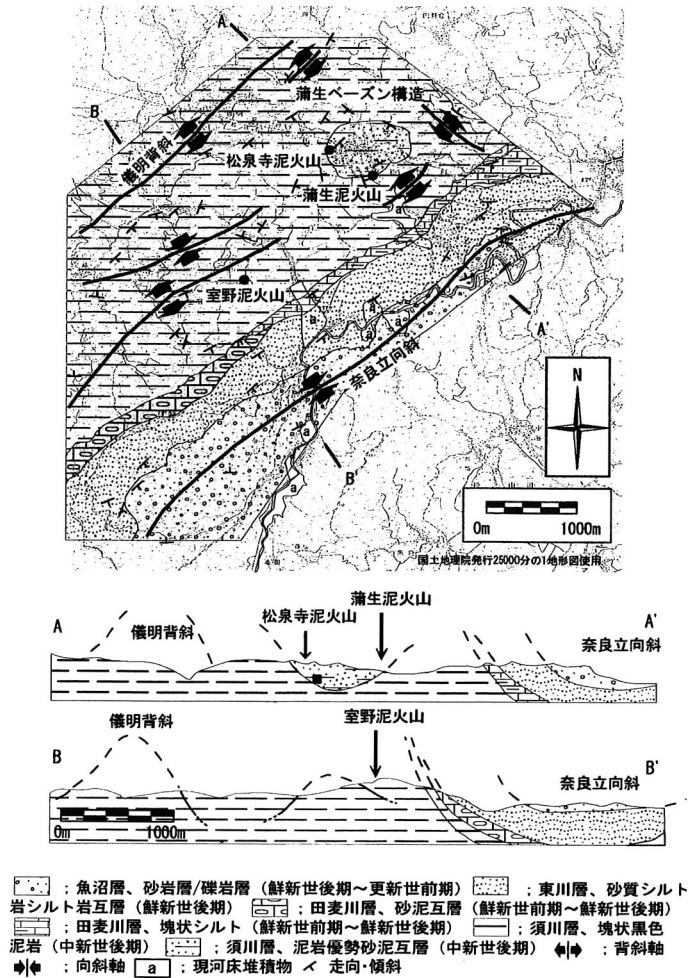 A
蒲生ベーズン構造
B
儀明背斜
松泉寺泥火山
蒲生泥火山
a
室野泥火山
a
a
a
a
A'
奈良立向斜
a
B'
a
N
0m 1000m
国土地理院発行25000分の1地形図使用
A
儀明背斜
松泉寺泥火山
蒲生泥火山
A'
奈良立向斜
B
儀明背斜
室野泥火山
B'
奈良立向斜
0m 1000m
；魚沼層、砂岩層/礫岩層（鮮新世後期～更新世前期） ；東川層、砂質シルト
岩シルト岩互層（鮮新世後期） ；田麦川層、砂泥互層（鮮新世前期～鮮新世後期）
；田麦川層、塊状シルト（鮮新世前期～鮮新世後期） ；須川層、塊状黒色
泥岩（中新世後期） ；須川層、泥岩優勢砂泥互層（中新世後期） ；背斜軸
；向斜軸 a ；現河床堆積物 走向・傾斜